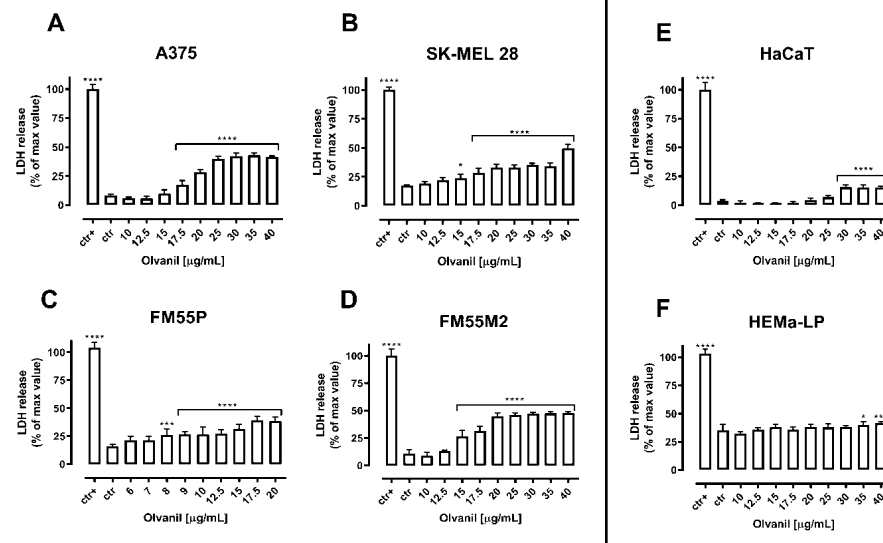 A
A375
LDH release
(% of max value)
****
****
100
75
50
25
0
ctr+ ctr 10 12.5 15 17.5 20 25 30 35 40
Olvanil [µg/mL]
B
SK-MEL 28
LDH release
(% of max value)
****
****
*
100
75
50
25
0
ctr+ ctr 10 12.5 15 17.5 20 25 30 35 40
Olvanil [µg/mL]
E
HaCaT
LDH release
(% of max value)
****
****
100
75
50
25
0
ctr+ ctr 10 12.5 15 17.5 20 25 30 35 40
Olvanil [µg/mL]
C
FM55P
LDH release
(% of max value)
****
***
****
100
75
50
25
0
ctr+ ctr 6 7 8 9 10 12.5 15 17.5 20
Olvanil [µg/mL]
D
FM55M2
LDH release
(% of max value)
****
****
100
75
50
25
0
ctr+ ctr 10 12.5 15 17.5 20 25 30 35 40
Olvanil [µg/mL]
F
HEMa-LP
LDH release
(% of max value)
****
*
**
100
75
50
25
0
ctr+ ctr 10 12.5 15 17.5 20 25 30 35 40
Olvanil [µg/mL]